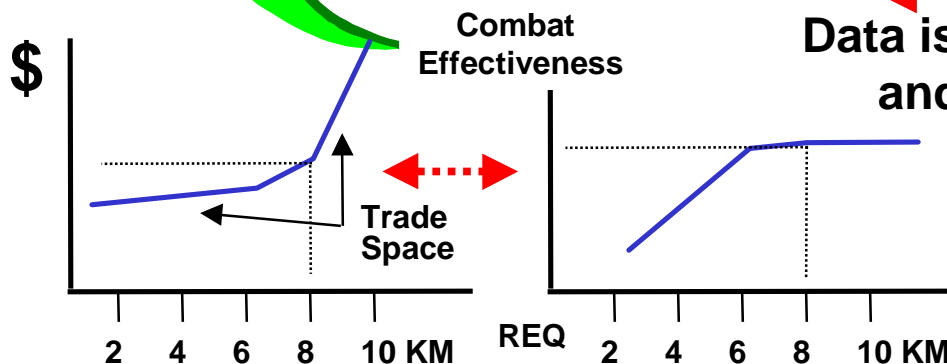 $
Combat
Effectiveness
Data is
and
Trade
Space
2 4 6 8 10 KM
REQ
2 4 6 8 10 KM